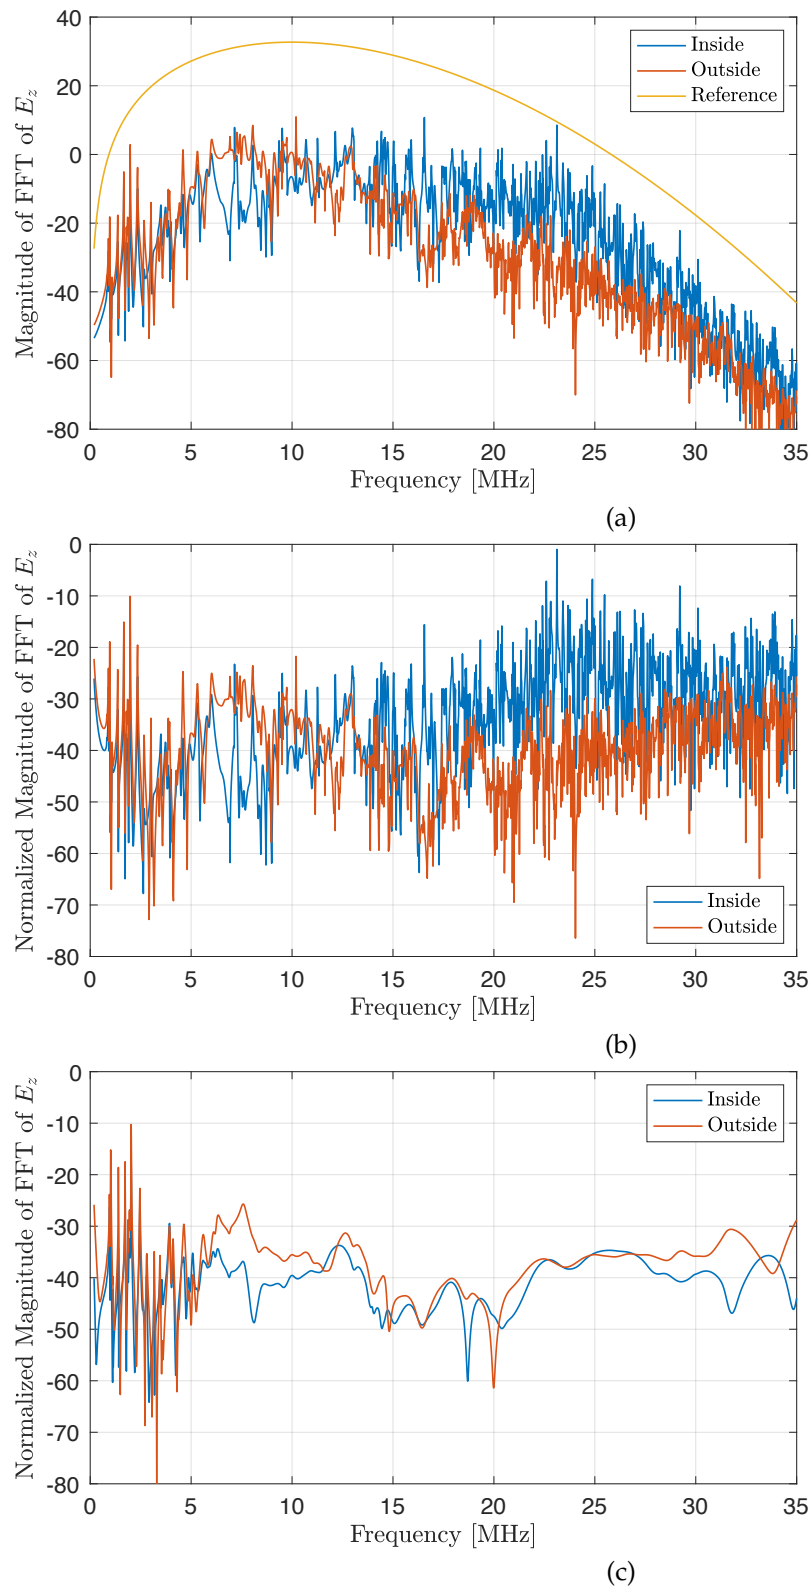 40
20
0
-20
-40
-60
-80
Magnitude of FFT of E_z
Inside
Outside
Reference
0 5 10 15 20 25 30 35
Frequency [MHz]
(a)
0
-10
-20
-30
-40
-50
-60
-70
-80
Normalized Magnitude of FFT of E_z
Inside
Outside
0 5 10 15 20 25 30 35
Frequency [MHz]
(b)
0
-10
-20
-30
-40
-50
-60
-70
-80
Normalized Magnitude of FFT of E_z
Inside
Outside
0 5 10 15 20 25 30 35
Frequency [MHz]
(c)